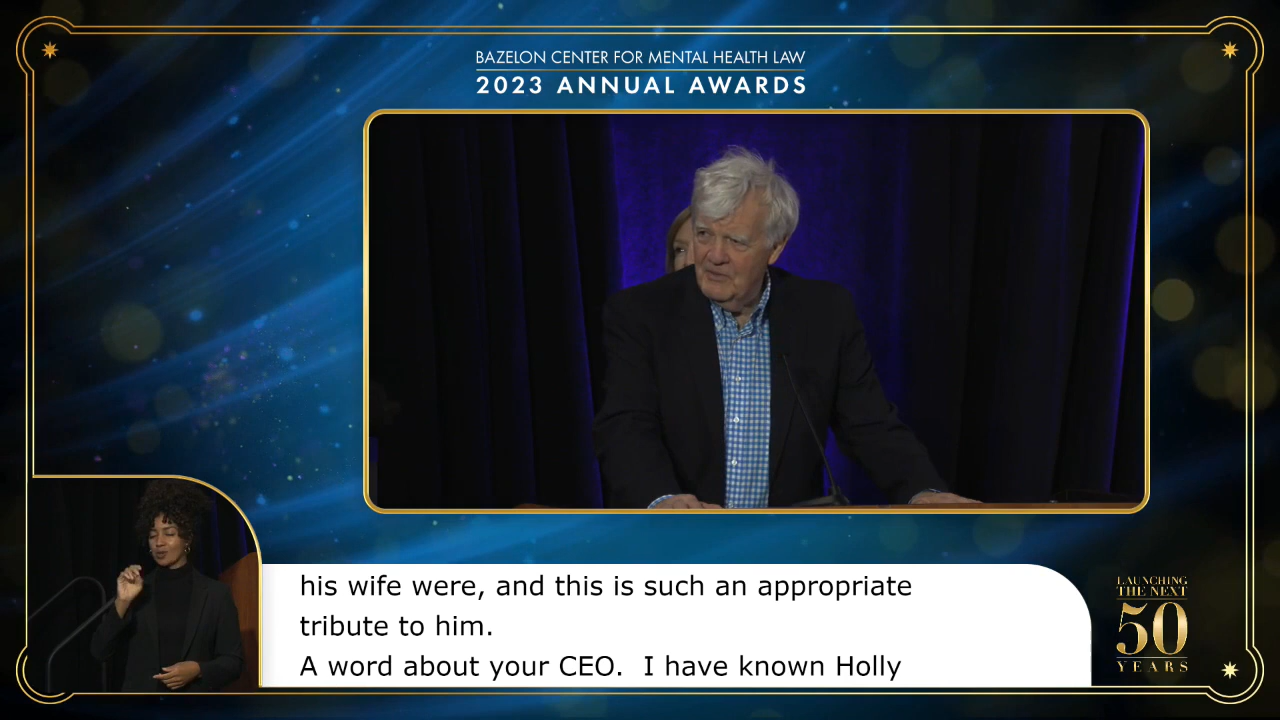 BAZELON CENTER FOR MENTAL HEALTH LAW
2023 ANNUAL AWARDS
his wife were, and this is such an appropriate
tribute to him.
A word about your CEO.  I have known Holly
LAUNCHING
THE NEXT
50
YEARS